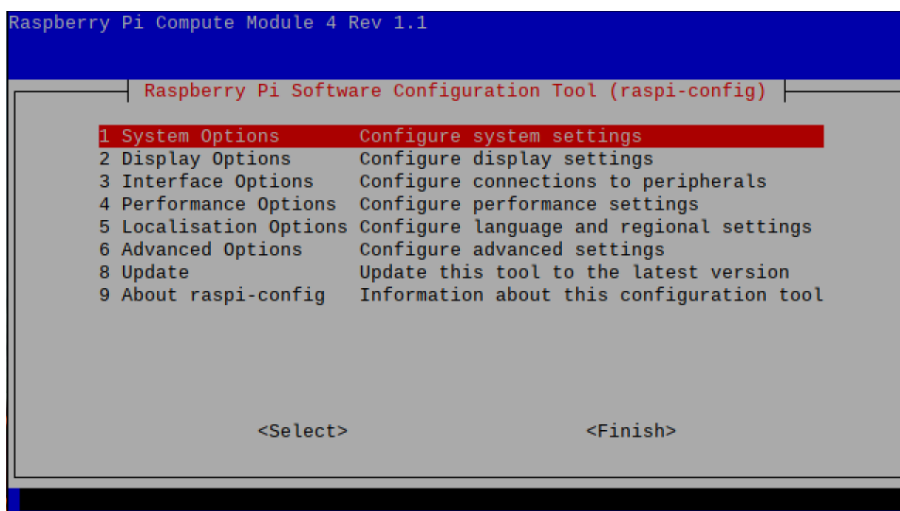 Raspberry Pi Compute Module 4 Rev 1.1
Raspberry Pi Software Configuration Tool (raspi-config)
1 System Options Configure system settings
2 Display Options Configure display settings
3 Interface Options Configure connections to peripherals
4 Performance Options Configure performance settings
5 Localisation Options Configure language and regional settings
6 Advanced Options Configure advanced settings
8 Update Update this tool to the latest version
9 About raspi-config Information about this configuration tool
<Select> <Finish>